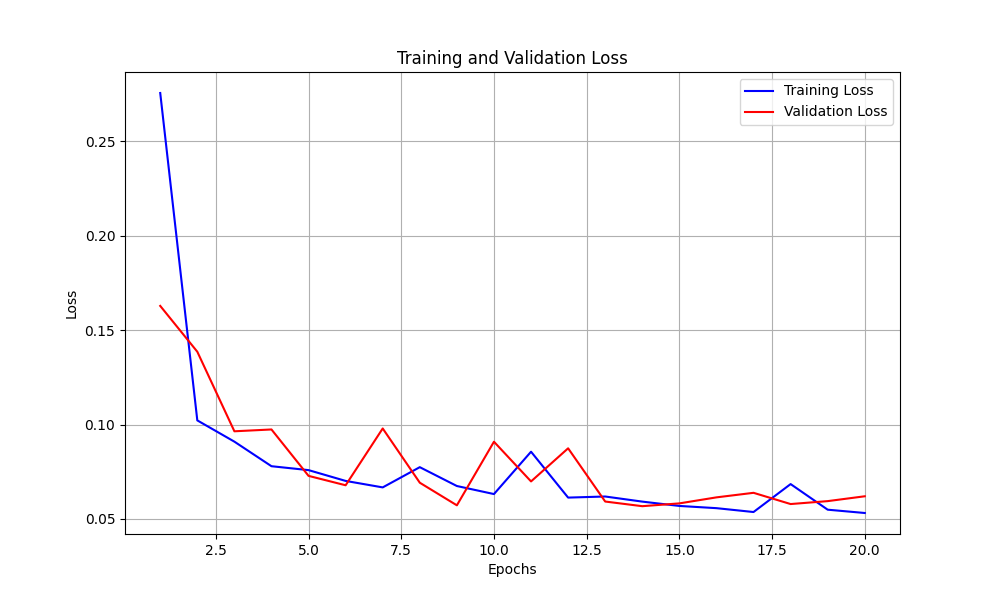 Training and Validation Loss
Training Loss
Validation Loss
0.25
0.20
0.15
0.10
0.05
Loss
2.5 5.0 7.5 10.0 12.5 15.0 17.5 20.0
Epochs